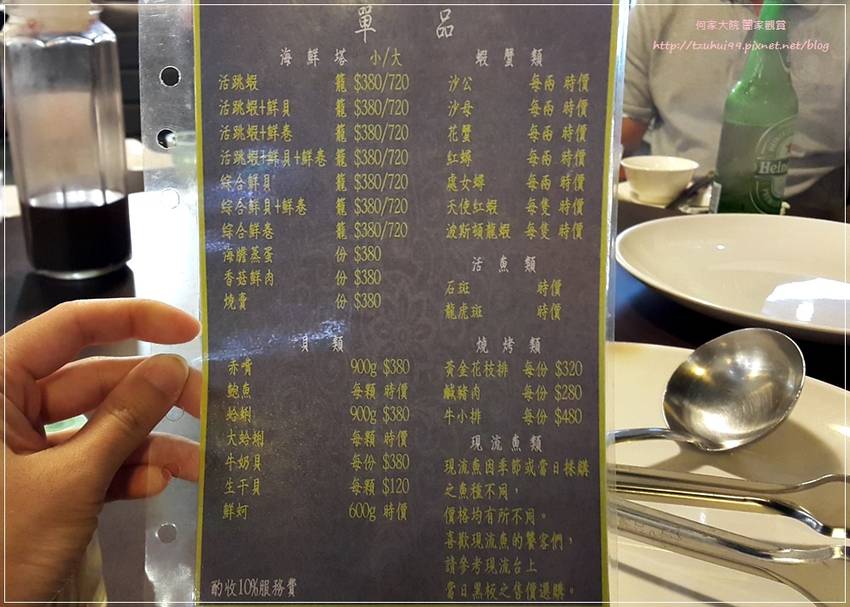 何家大院 闔家觀賞
http://tzuhui99.pixnet.net/blog
單 品
海鮮塔 小/大
活跳蝦 籠 $380/720
活跳蝦+鮮貝 籠 $380/720
活跳蝦+鮮卷 籠 $380/720
活跳蝦+鮮貝+鮮卷 籠 $380/720
綜合鮮貝 籠 $380/720
綜合鮮貝+鮮卷 籠 $380/720
綜合鮮卷 籠 $380/720
海膽蒸蛋 份 $380
香菇鮮肉 份 $380
燒賣 份 $380
貝 類
赤嘴 900g $380
鮑魚 每顆 時價
蛤蜊 900g $380
大蛤蜊 每顆 時價
牛奶貝 每份 $380
生干貝 每顆 $120
鮮蚵 600g 時價
酌收10%服務費
蝦 蟹 類
沙公 每兩 時價
沙母 每兩 時價
花蟹 每兩 時價
紅蟳 每兩 時價
處女蟳 每兩 時價
天使紅蝦 每隻 時價
波斯頓龍蝦 每隻 時價
活 魚 類
石斑 時價
龍虎斑 時價
燒 烤 類
黃金花枝排 每份 $320
鹹豬肉 每份 $280
牛小排 每份 $480
現 流 魚 類
現流魚因季節或當日採購
之魚種不同，
價格均有所不同。
喜歡現流魚的饕客們，
請參考現流台上
當日黑板之售價選購。
Heine